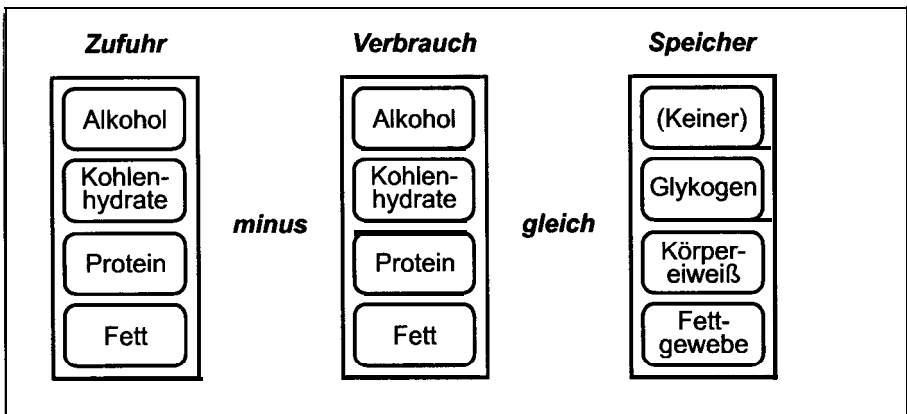 Zufuhr
Alkohol
Kohlen-
hydrate
Protein
Fett
minus
Verbrauch
Alkohol
Kohlen-
hydrate
Protein
Fett
gleich
Speicher
(Keiner)
Glykogen
Körper-
eiweiß
Fett-
gewebe